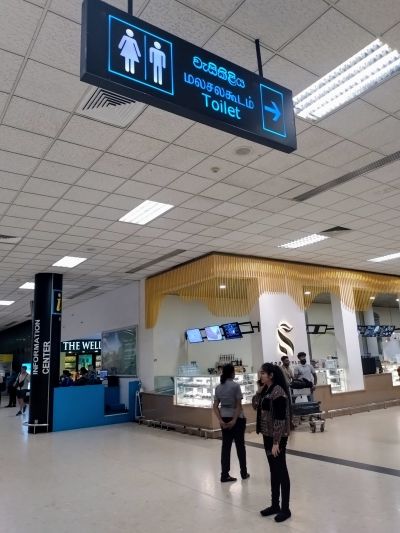 වැසිකිළිය
மலசலகூடம்
Toilet
INFORMATION
CENTER
i
THE WELL